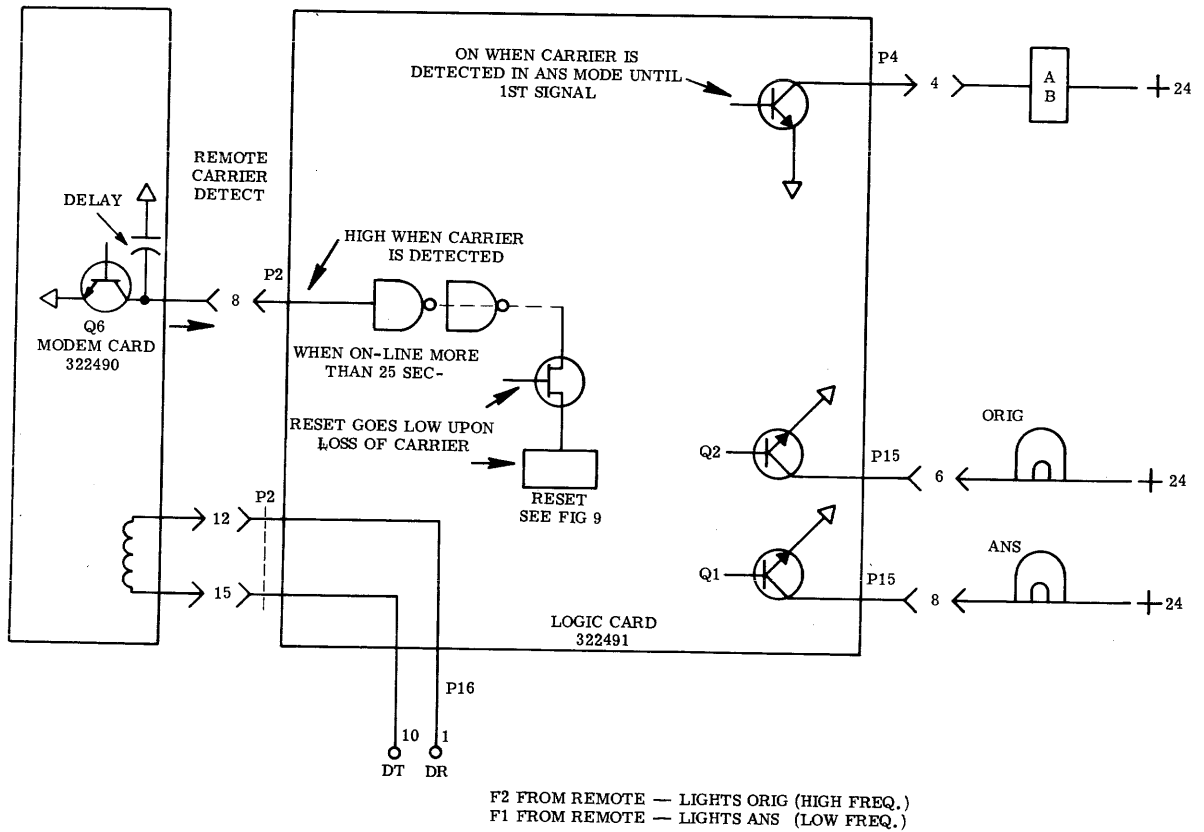 ON WHEN CARRIER IS
DETECTED IN ANS MODE UNTIL
1ST SIGNAL
P4
4
A
B
24
REMOTE
CARRIER
DETECT
DELAY
HIGH WHEN CARRIER
IS DETECTED
P2
8
Q6
MODEM CARD
322490
WHEN ON-LINE MORE
THAN 25 SEC-
RESET GOES LOW UPON
LOSS OF CARRIER
RESET
SEE FIG 9
Q2
P15
6
ORIG
24
Q1
P15
8
ANS
24
P2
12
15
LOGIC CARD
322491
P16
10
1
DT
DR
F2 FROM REMOTE — LIGHTS ORIG (HIGH FREQ.)
F1 FROM REMOTE — LIGHTS ANS (LOW FREQ.)